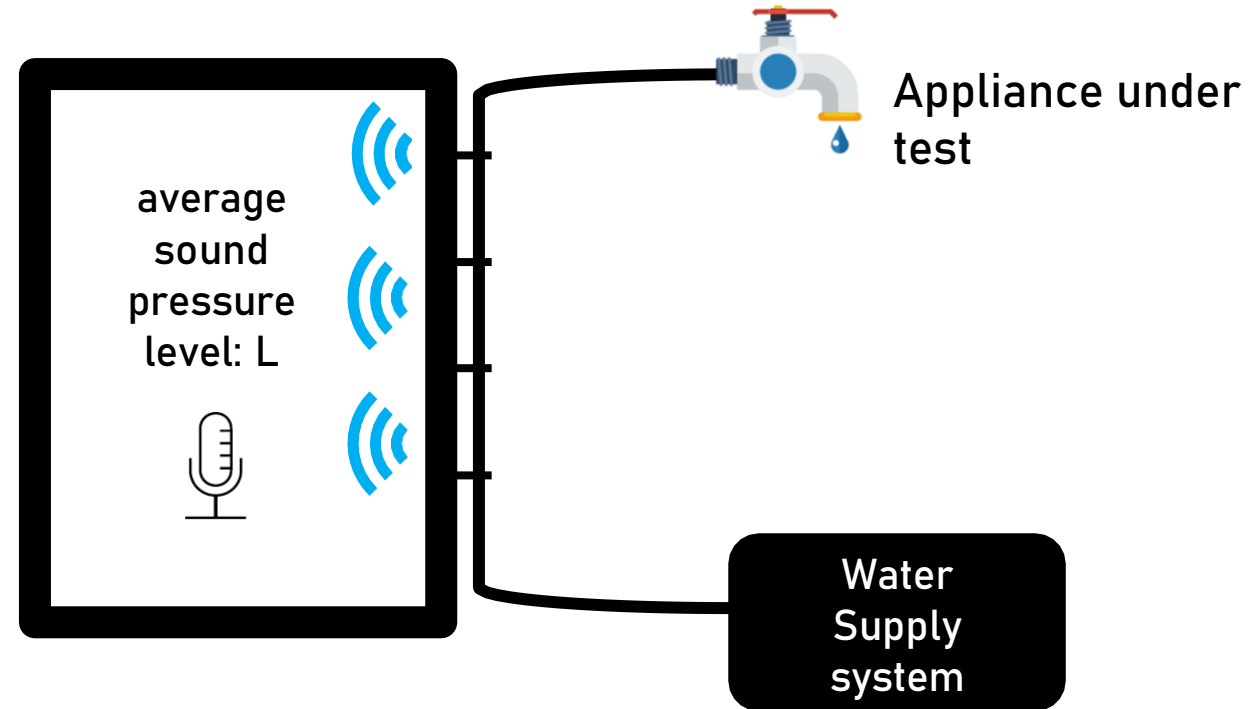 average
sound
pressure
level: L
Appliance under
test
Water
Supply
system